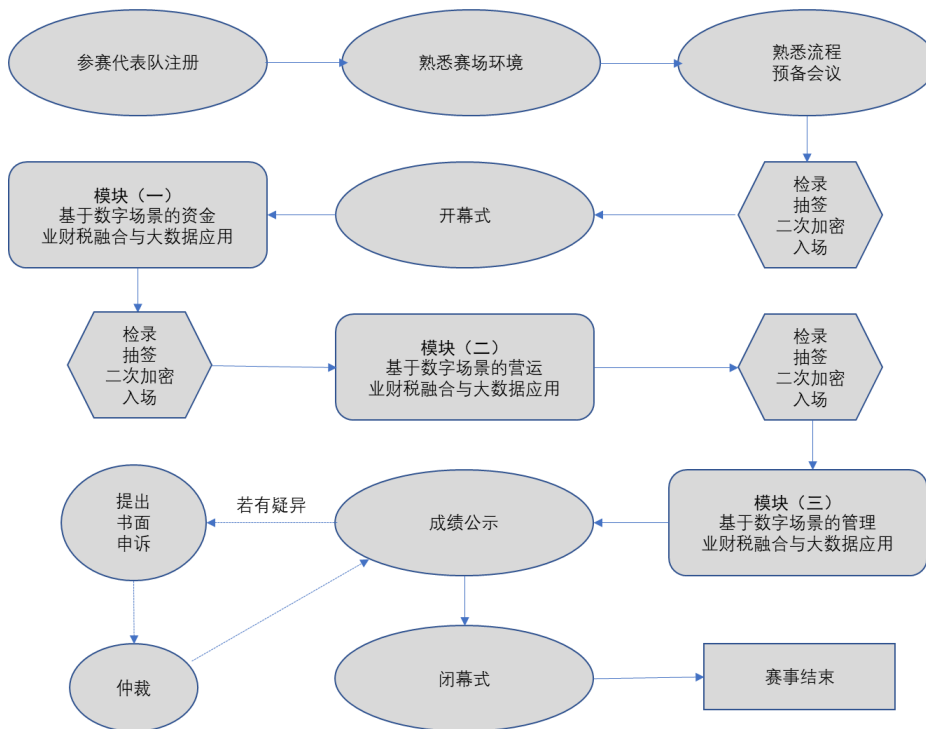 参赛代表队注册
熟悉赛场环境
熟悉流程
预备会议
检录
抽签
二次加密
入场
开幕式
模块（一）
基于数字场景的资金
业财税融合与大数据应用
检录
抽签
二次加密
入场
模块（二）
基于数字场景的营运
业财税融合与大数据应用
检录
抽签
二次加密
入场
模块（三）
基于数字场景的管理
业财税融合与大数据应用
成绩公示
若有疑异
提出
书面
申诉
仲裁
闭幕式
赛事结束